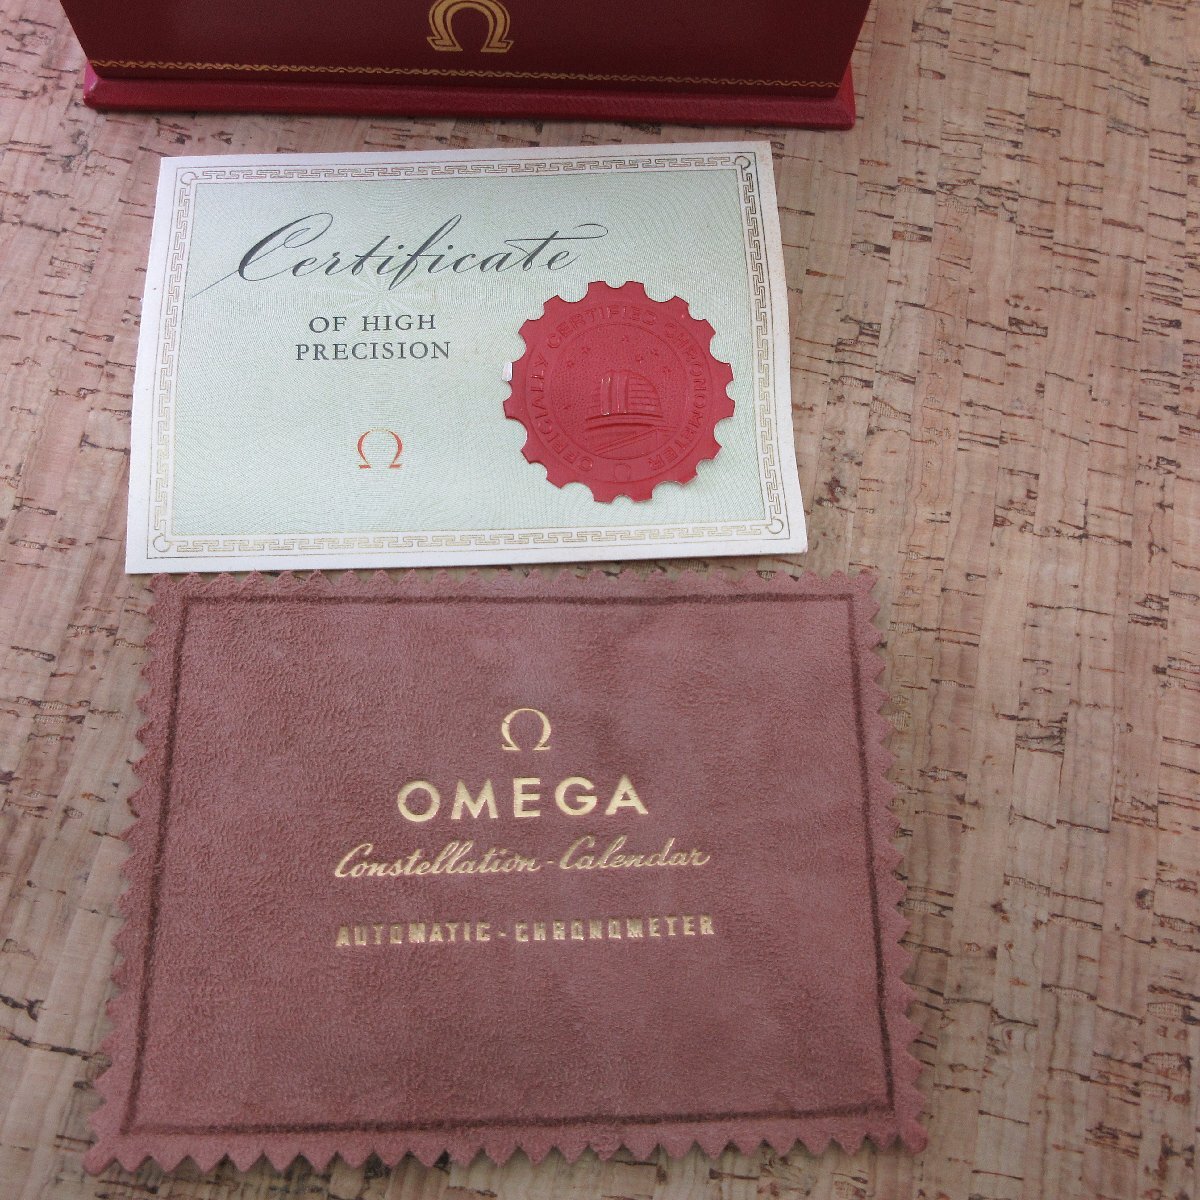 Ω
Certificate
OF HIGH
PRECISION
Ω
OFFICIALLY CERTIFIED CHRONOMETER Ω
Ω
OMEGA
Constellation-Calendar
AUTOMATIC-CHRONOMETER